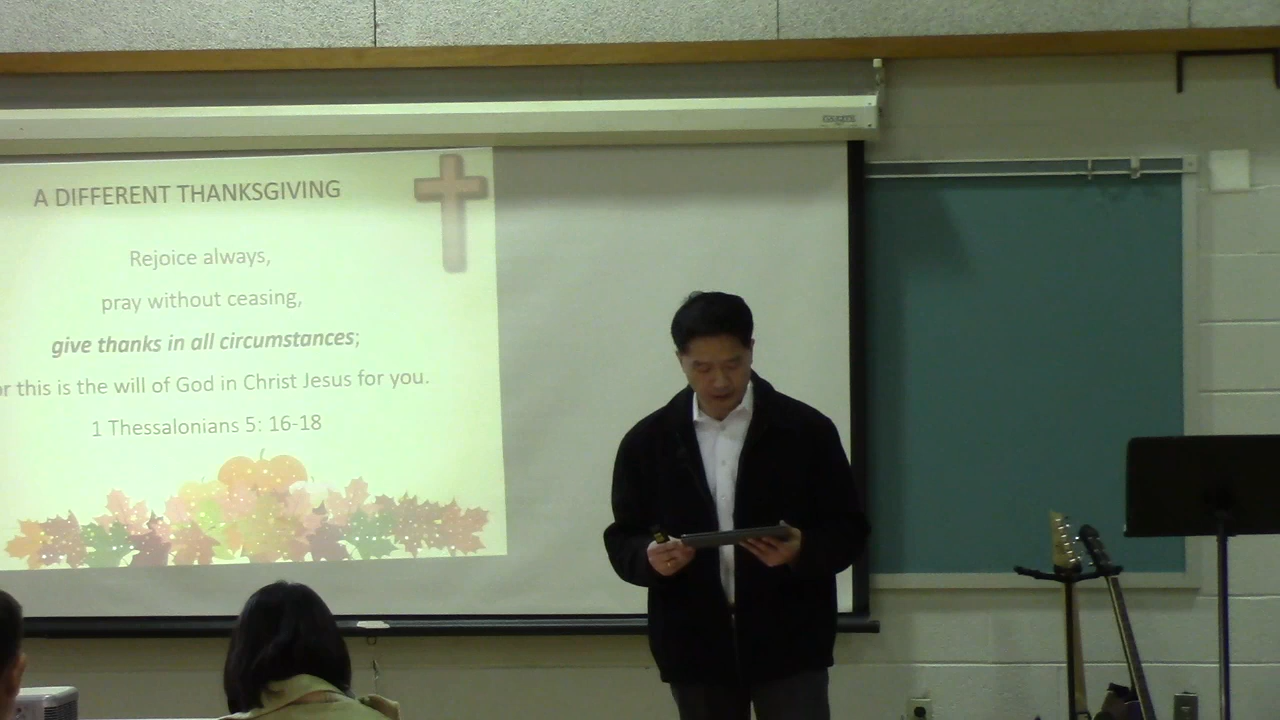 A DIFFERENT THANKSGIVING
Rejoice always,
pray without ceasing,
give thanks in all circumstances;
or this is the will of God in Christ Jesus for you.
1 Thessalonians 5: 16-18